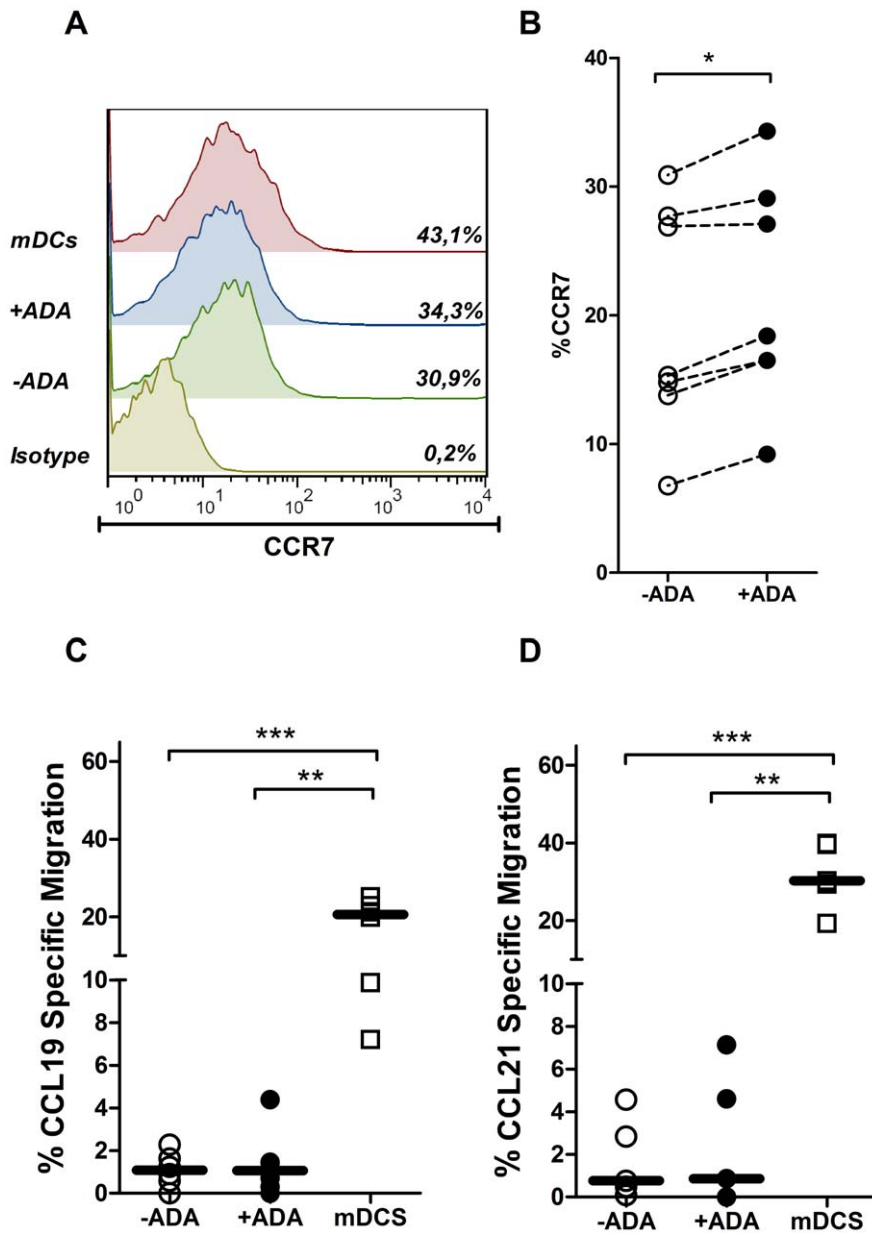 A
mDCs 43,1%
+ADA 34,3%
-ADA 30,9%
Isotype 0,2%
10^0 10^1 10^2 10^3 10^4
CCR7
B
*
40
30
20
10
0
%CCR7
-ADA +ADA
C
***
**
60
40
20
10
8
6
4
2
0
% CCL19 Specific Migration
-ADA +ADA mDCS
D
***
**
60
40
20
10
8
6
4
2
0
% CCL21 Specific Migration
-ADA +ADA mDCS